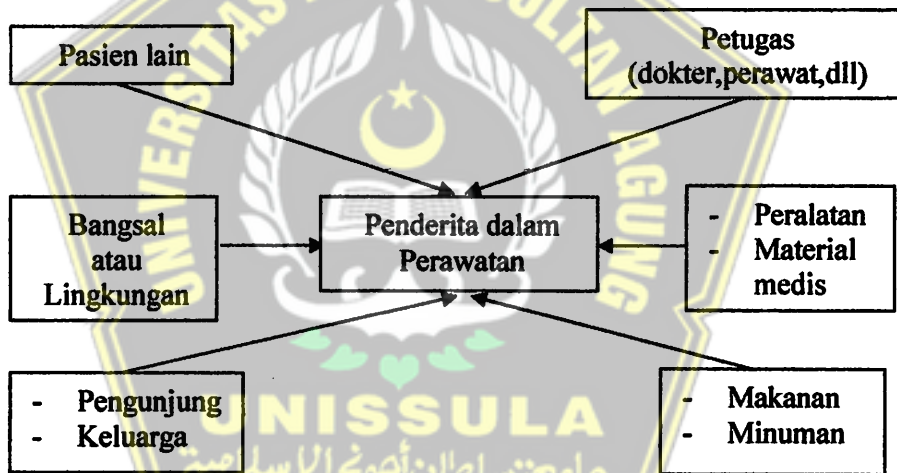 Pasien lain
Petugas
(dokter,perawat,dll)
Bangsal
atau
Lingkungan
Penderita dalam
Perawatan
- Peralatan
- Material
medis
- Pengunjung
- Keluarga
- Makanan
- Minuman
UNISSULA